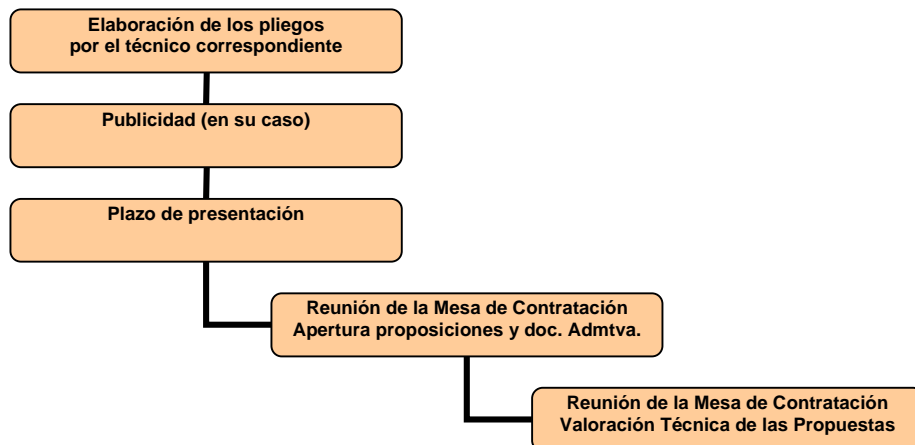 Elaboración de los pliegos
por el técnico correspondiente
Publicidad (en su caso)
Plazo de presentación
Reunión de la Mesa de Contratación
Apertura proposiciones y doc. Admtva.
Reunión de la Mesa de Contratación
Valoración Técnica de las Propuestas